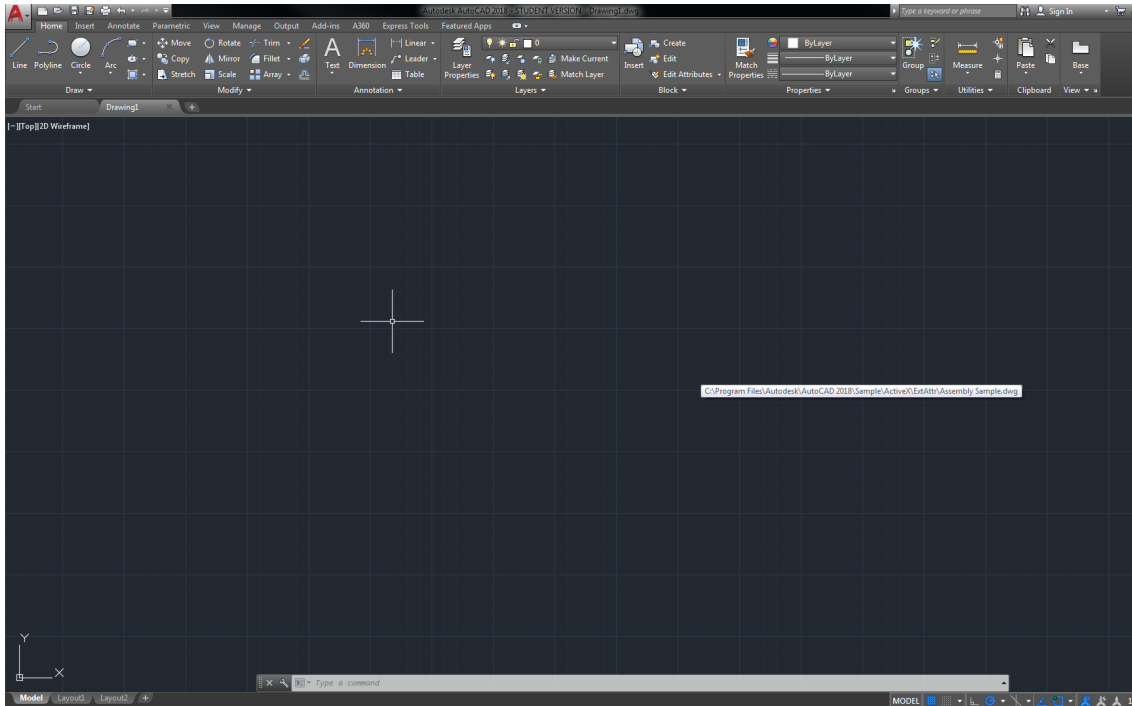 Autodesk AutoCAD 2018 - STUDENT VERSION Drawing1.dwg
Type a keyword or phrase
Sign In
Home Insert Annotate Parametric View Manage Output Add-ins A360 Express Tools Featured Apps
Move Rotate Trim Linear 0 Create ByLayer
Copy Mirror Fillet Leader Make Current Edit ByLayer
Stretch Scale Array Table Match Layer Edit Attributes ByLayer
Line Polyline Circle Arc Text Dimension Layer Properties Insert Match Properties Group Measure Paste Base
Draw Modify Annotation Layers Block Properties Groups Utilities Clipboard View
Start Drawing1
[−][Top][2D Wireframe]
C:\Program Files\Autodesk\AutoCAD 2018\Sample\ActiveX\ExtAttr\Assembly Sample.dwg
Y
X
Type a command
Model Layout1 Layout2 +
MODEL